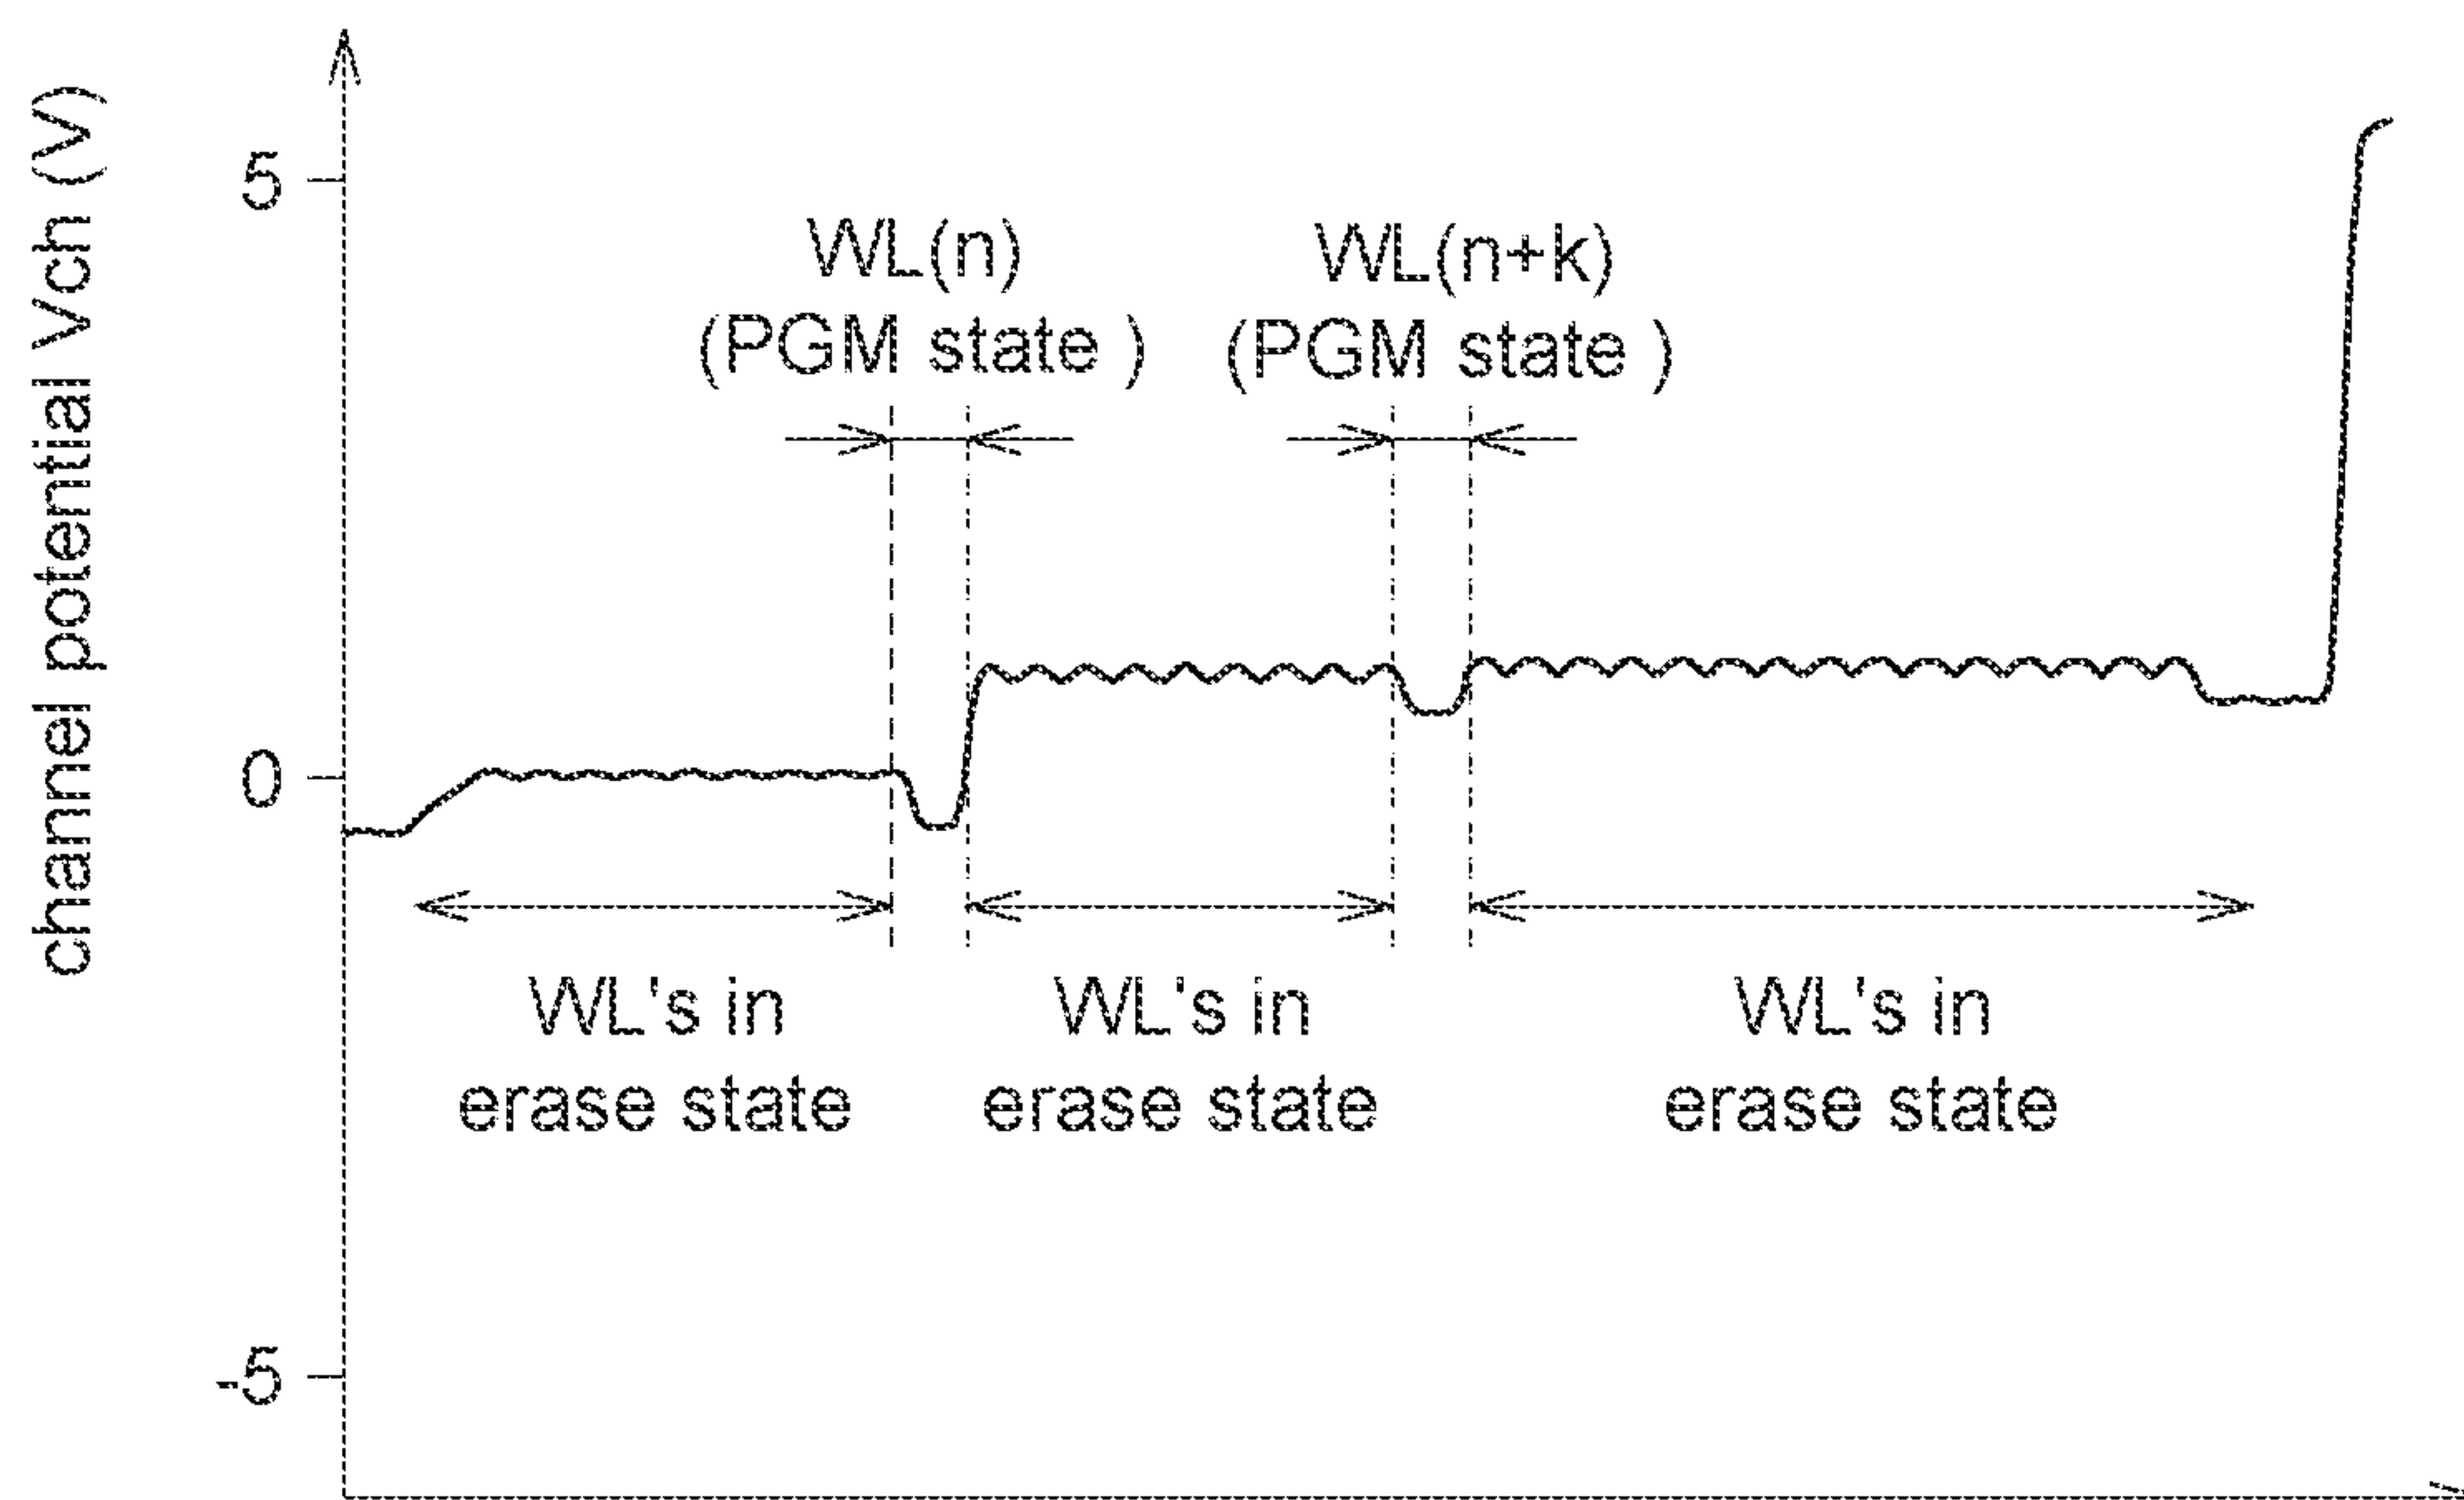 channel potential Vch (V)
5
0
-5
WL(n)
(PGM state )
WL(n+k)
(PGM state )
WL's in
erase state
WL's in
erase state
WL's in
erase state